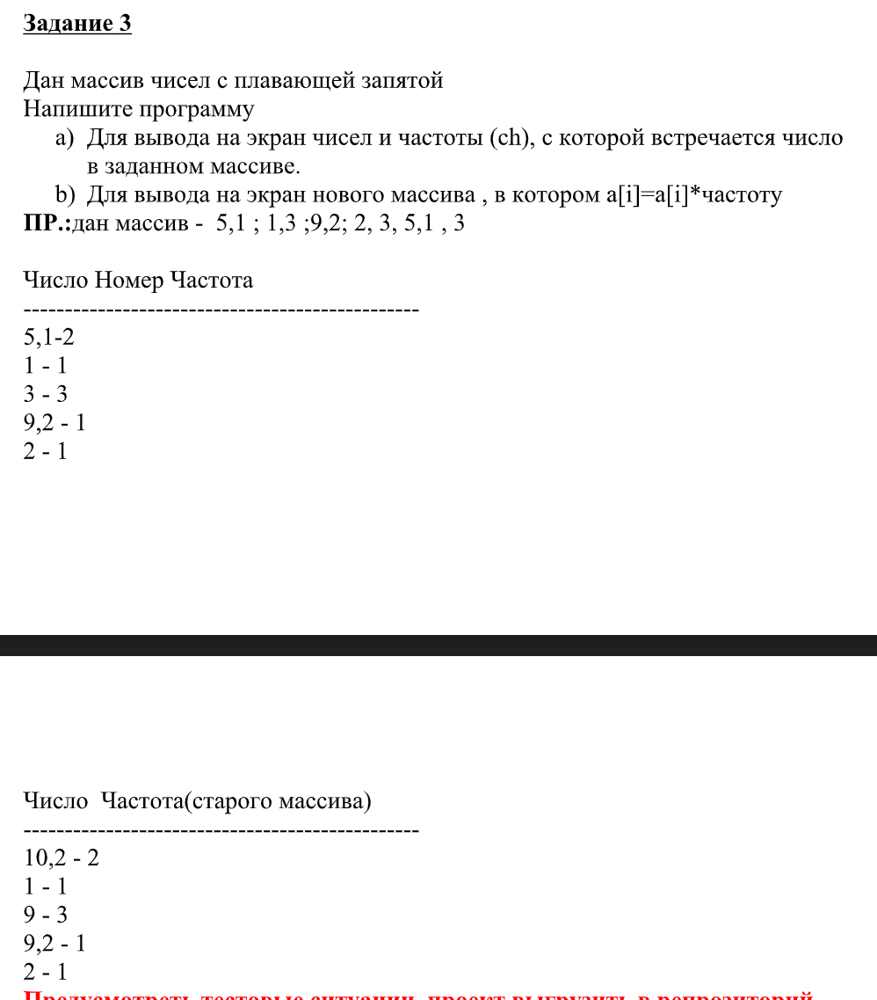 Задание 3
Дан массив чисел с плавающей запятой
Напишите программу
a) Для вывода на экран чисел и частоты (ch), с которой встречается число
в заданном массиве.
b) Для вывода на экран нового массива , в котором a[i]=a[i]*частоту
ПР.:дан массив - 5,1 ; 1,3 ;9,2; 2, 3, 5,1 , 3
Число Номер Частота
------------------------------------------------
5,1-2
1 - 1
3 - 3
9,2 - 1
2 - 1
Число Частота(старого массива)
------------------------------------------------
10,2 - 2
1 - 1
9 - 3
9,2 - 1
2 - 1
Предусмотреть тестовые ситуации, проект выгрузить в репрозиторий